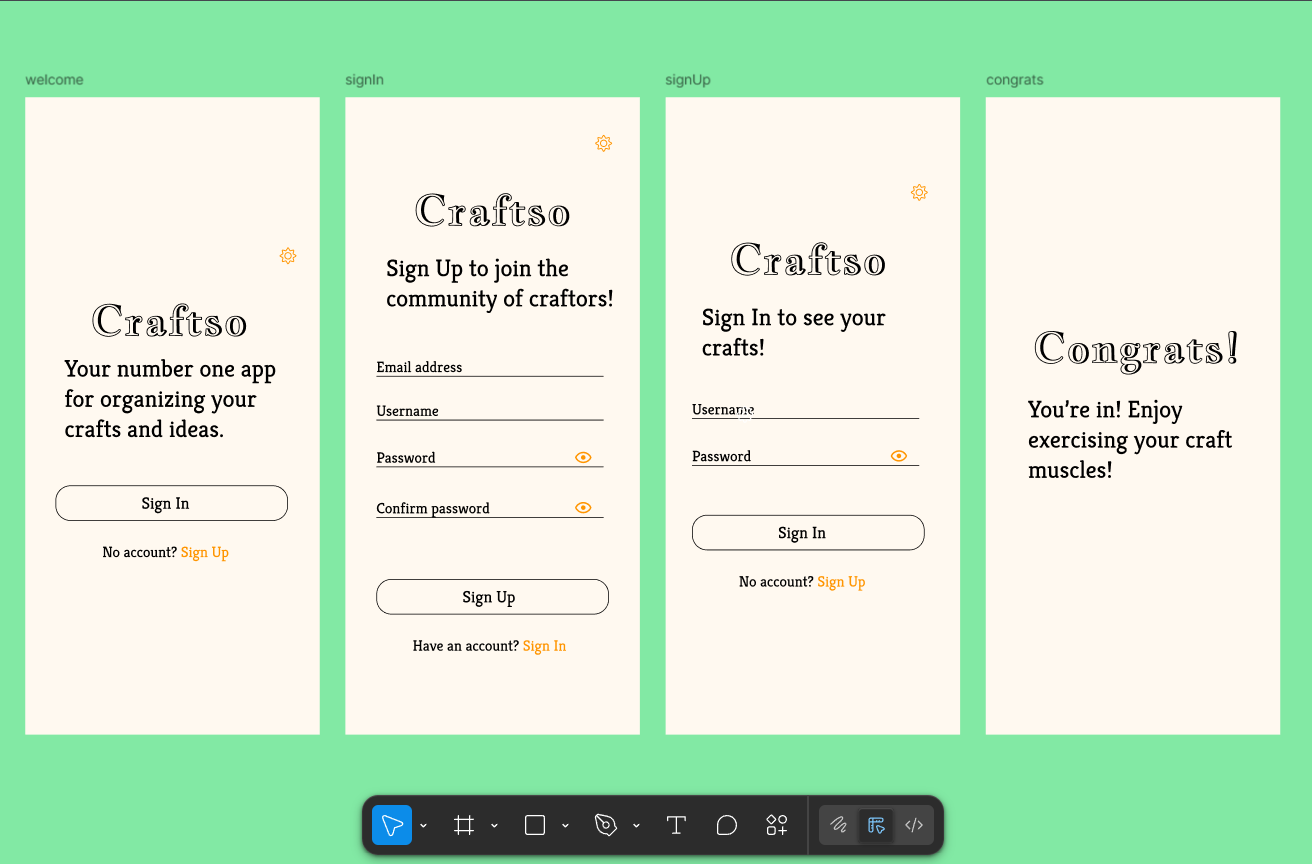 welcome
Craftso
Your number one app
for organizing your
crafts and ideas.
Sign In
No account? Sign Up
signIn
Craftso
Sign Up to join the
community of craftors!
Email address
Username
Password
Confirm password
Sign Up
Have an account? Sign In
signUp
Craftso
Sign In to see your
crafts!
Username
Password
Sign In
No account? Sign Up
congrats
Congrats!
You’re in! Enjoy
exercising your craft
muscles!